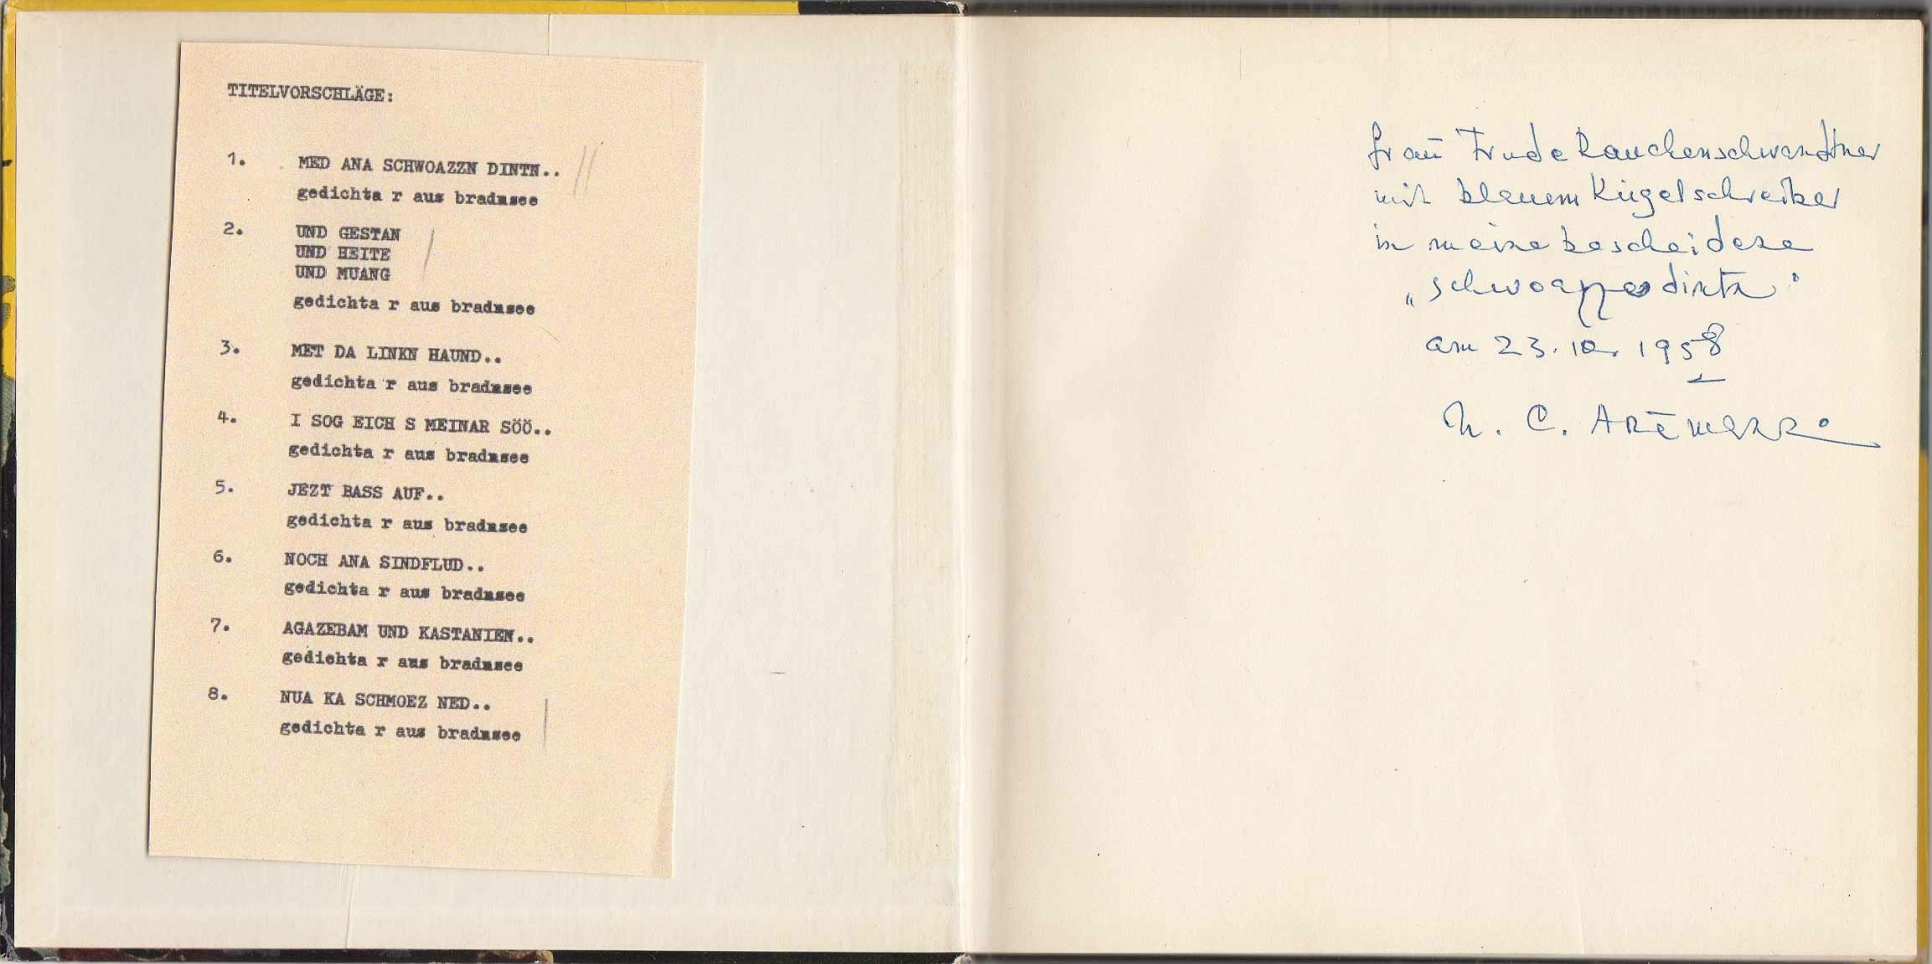 TITELVORSCHLÄGE:
1. MED ANA SCHWOAZZN DINTN..
gedichta r aus bradnsee
2. UND GESTAN
UND HEITE
UND MUANG
gedichta r aus bradnsee
3. MET DA LINKN HAUND..
gedichta r aus bradnsee
4. I SOG EICH S MEINAR SÖÖ..
gedichta r aus bradnsee
5. JEZT BASS AUF..
gedichta r aus bradnsee
6. NOCH ANA SINDFLUD..
gedichta r aus bradnsee
7. AGAZEBAM UND KASTANIEN..
gedichta r aus bradnsee
8. NUA KA SCHMOEZ NED..
gedichta r aus bradnsee
frau Trude Rauchenschwandtner
mit blauem Kugelschreiber
in meine bescheidene
„schwoazze dintn"
am 23. 10. 1958
H. C. Artmann